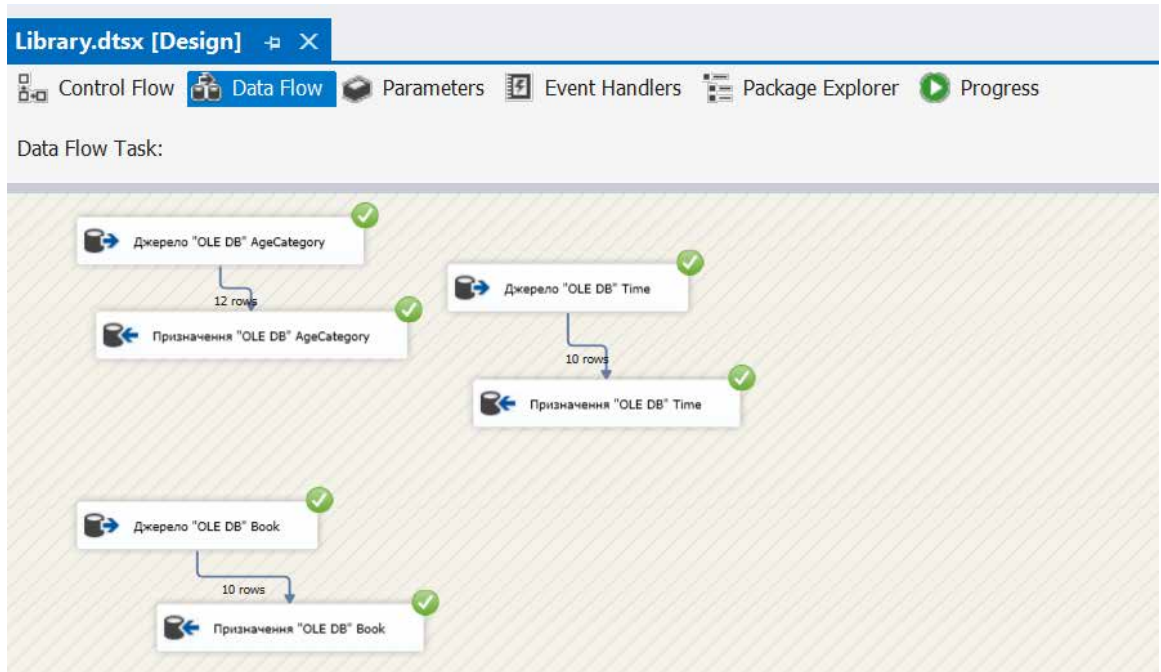 Library.dtsx [Design]
Control Flow Data Flow Parameters Event Handlers Package Explorer Progress
Data Flow Task:
Джерело "OLE DB" AgeCategory
12 rows
Призначення "OLE DB" AgeCategory
Джерело "OLE DB" Time
10 rows
Призначення "OLE DB" Time
Джерело "OLE DB" Book
10 rows
Призначення "OLE DB" Book